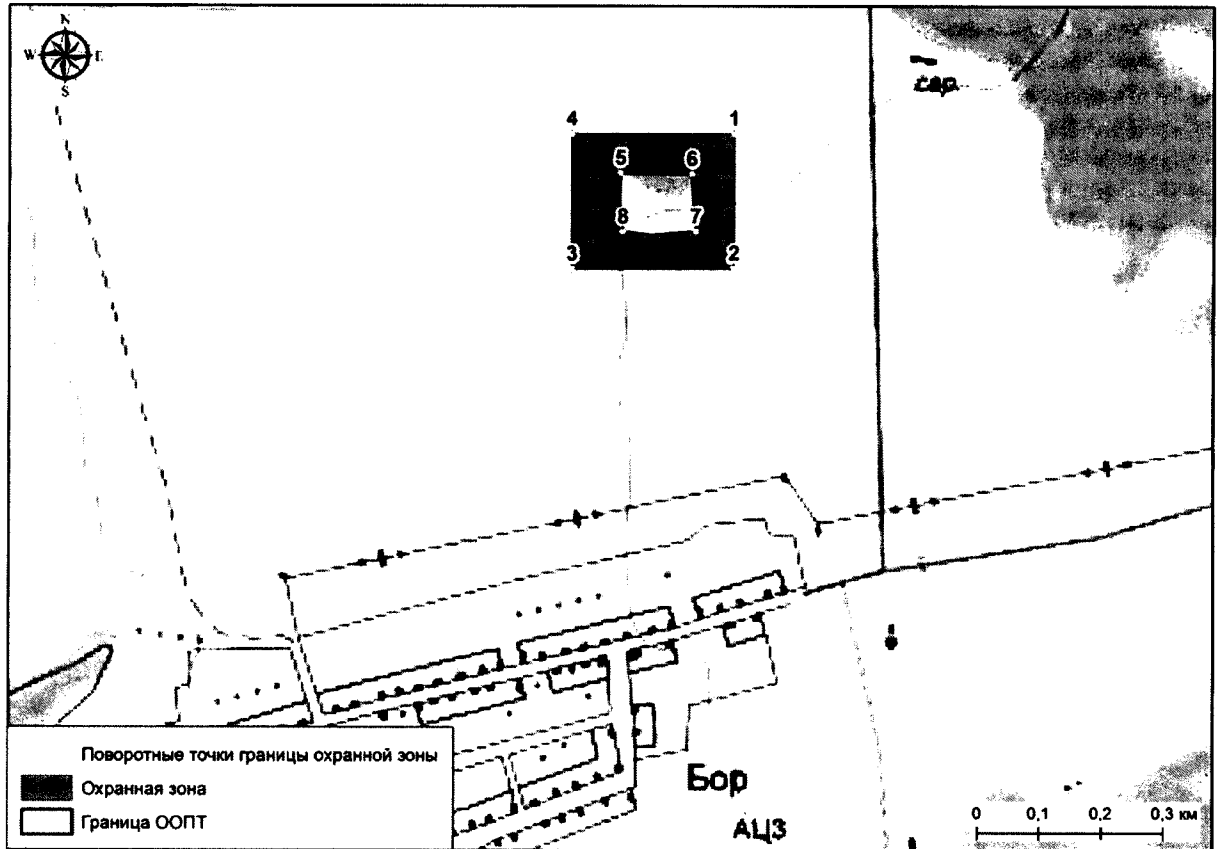 N
W E
S
сар.
4 1
5 6
8 7
3 2
Поворотные точки границы охранной зоны
Охранная зона
Граница ООПТ
Бор
АЦЗ
0 0,1 0,2 0,3 км